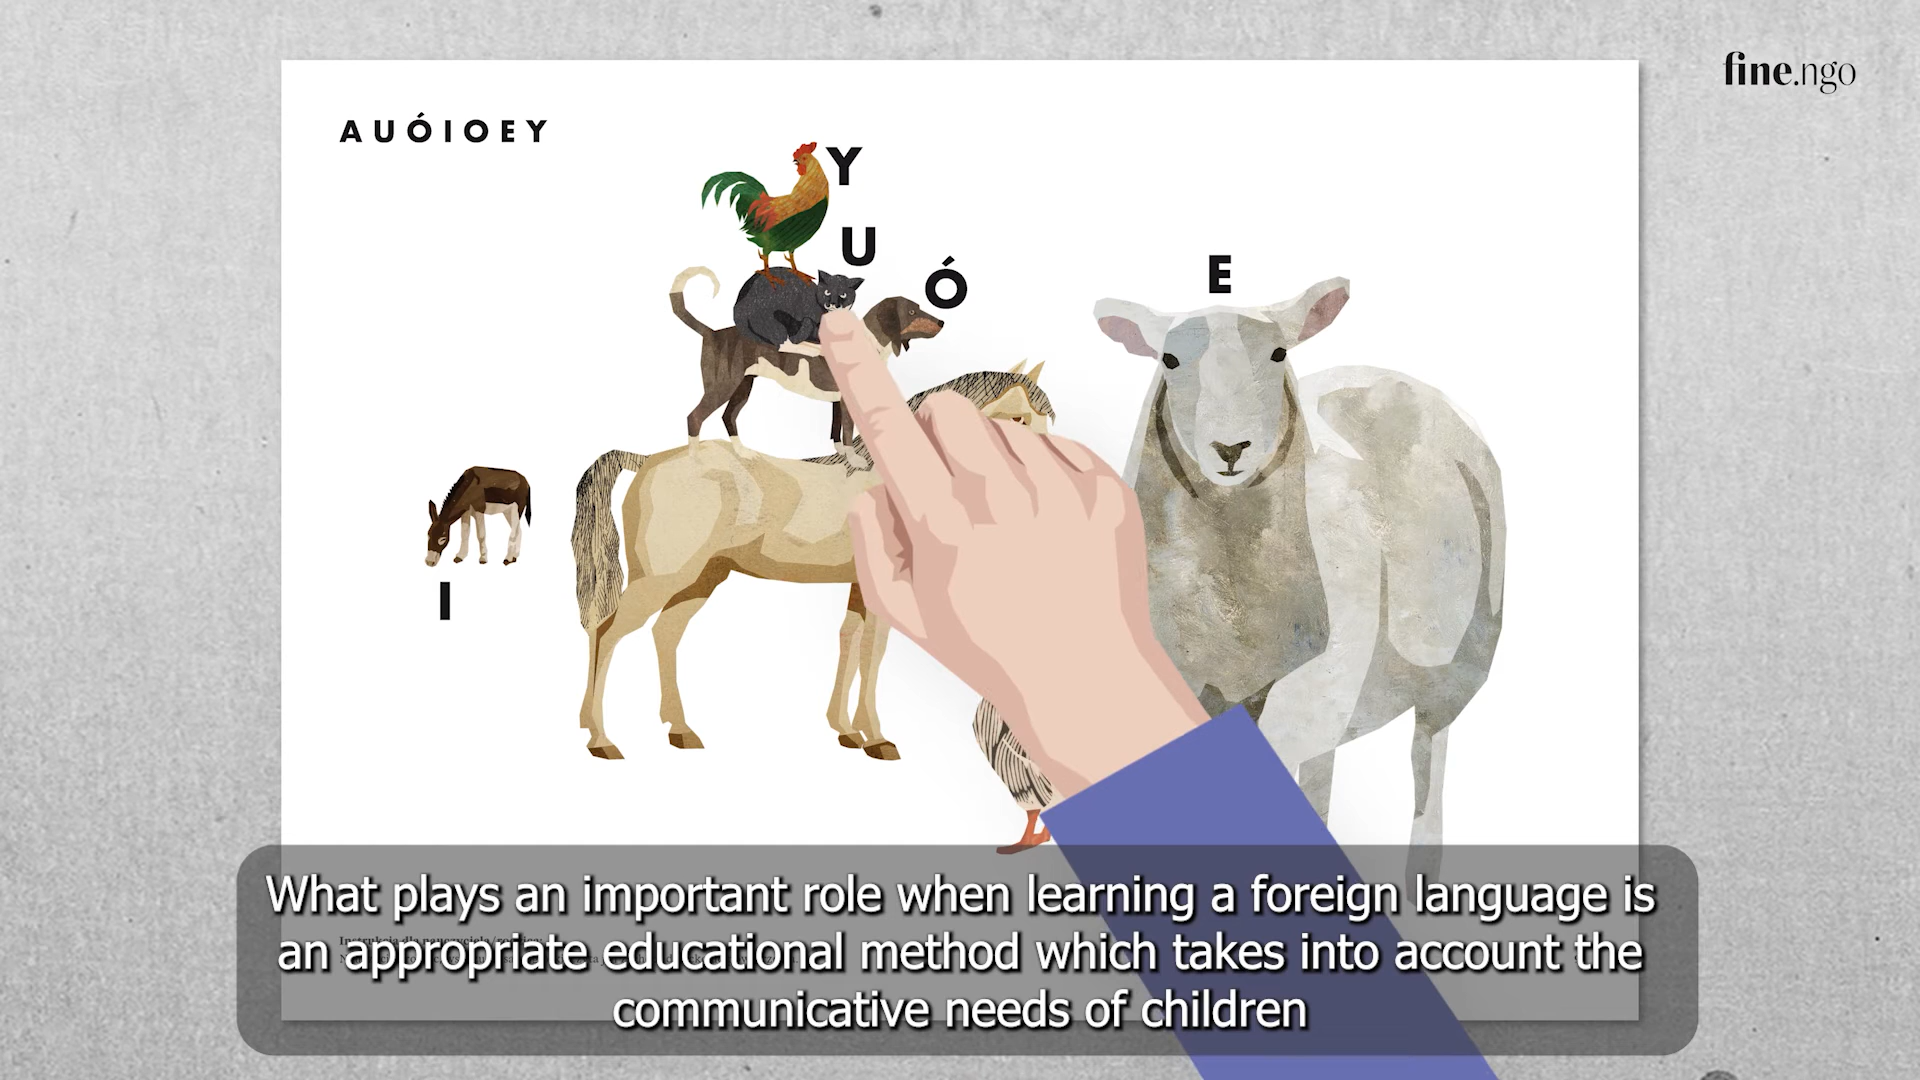 fine.ngo
A U Ó I O E Y
Y
U
Ó
E
I
What plays an important role when learning a foreign language is
an appropriate educational method which takes into account the
communicative needs of children